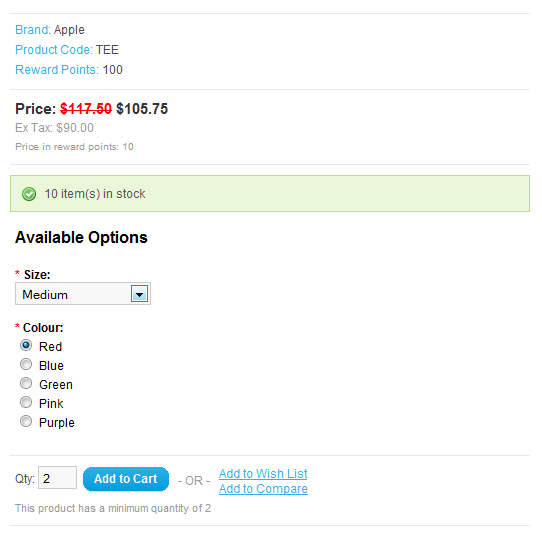 Brand: Apple
Product Code: TEE
Reward Points: 100
Price: $117.50 $105.75
Ex Tax: $90.00
Price in reward points: 10
10 item(s) in stock
Available Options
* Size:
Medium
* Colour:
Red
Blue
Green
Pink
Purple
Qty: 2 Add to Cart - OR - Add to Wish List
Add to Compare
This product has a minimum quantity of 2